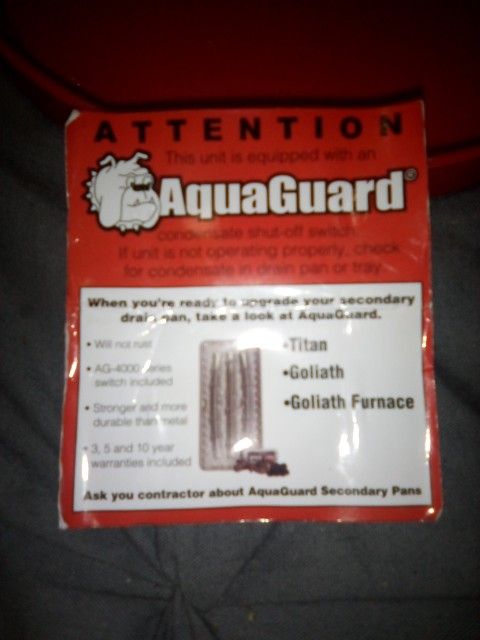 ATTENTION
This unit is equipped with an
AquaGuard®
condensate shut-off switch.
If unit is not operating properly, check
for condensate in drain pan or tray
When you're ready to upgrade your secondary
drain pan, take a look at AquaGuard.
• Will not rust
• AG-4000 series
switch included
• Stronger and more
durable than metal
• 3, 5 and 10 year
warranties included
•Titan
•Goliath
•Goliath Furnace
Ask you contractor about AquaGuard Secondary Pans